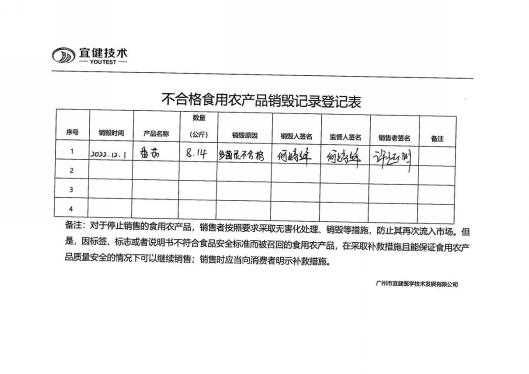 宜健技术
YOUTEST
不合格食用农产品销毁记录登记表
序号 销毁时间 产品名称 数量（公斤） 销毁原因 销毁人签名 监督人签名 销售者签名 备注
1 2022.12.1 番茄 8.14 不合格
2
3
4
备注：对于停止销售的食用农产品，销售者按照要求采取无害化处理、销毁等措施，防止其再次流入市场。但
是，因标签、标志或者说明书不符合食品安全标准而被召回的食用农产品，在采取补救措施且能保证食用农产
品质量安全的情况下可以继续销售；销售时应当向消费者明示补救措施。
广州市宜健医学技术发展有限公司